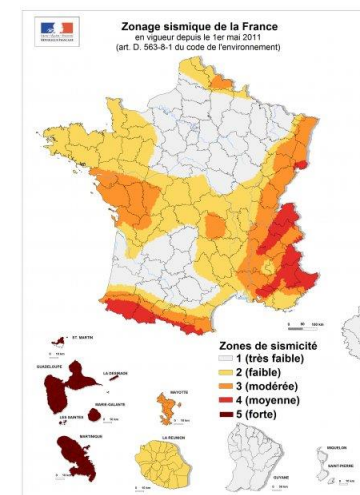 Zonage sismique de la France
en vigueur depuis le 1er mai 2011
(art. D. 563-8-1 du code de l'environnement)
Zones de sismicité
1 (très faible)
2 (faible)
3 (modérée)
4 (moyenne)
5 (forte)
ST. MARTIN
GUADELOUPE
LA DESIRADE
MARIE-GALANTE
LES SAINTES
MAYOTTE
MARTINIQUE
LA REUNION
GUYANE
MIQUELON
SAINT-PIERRE